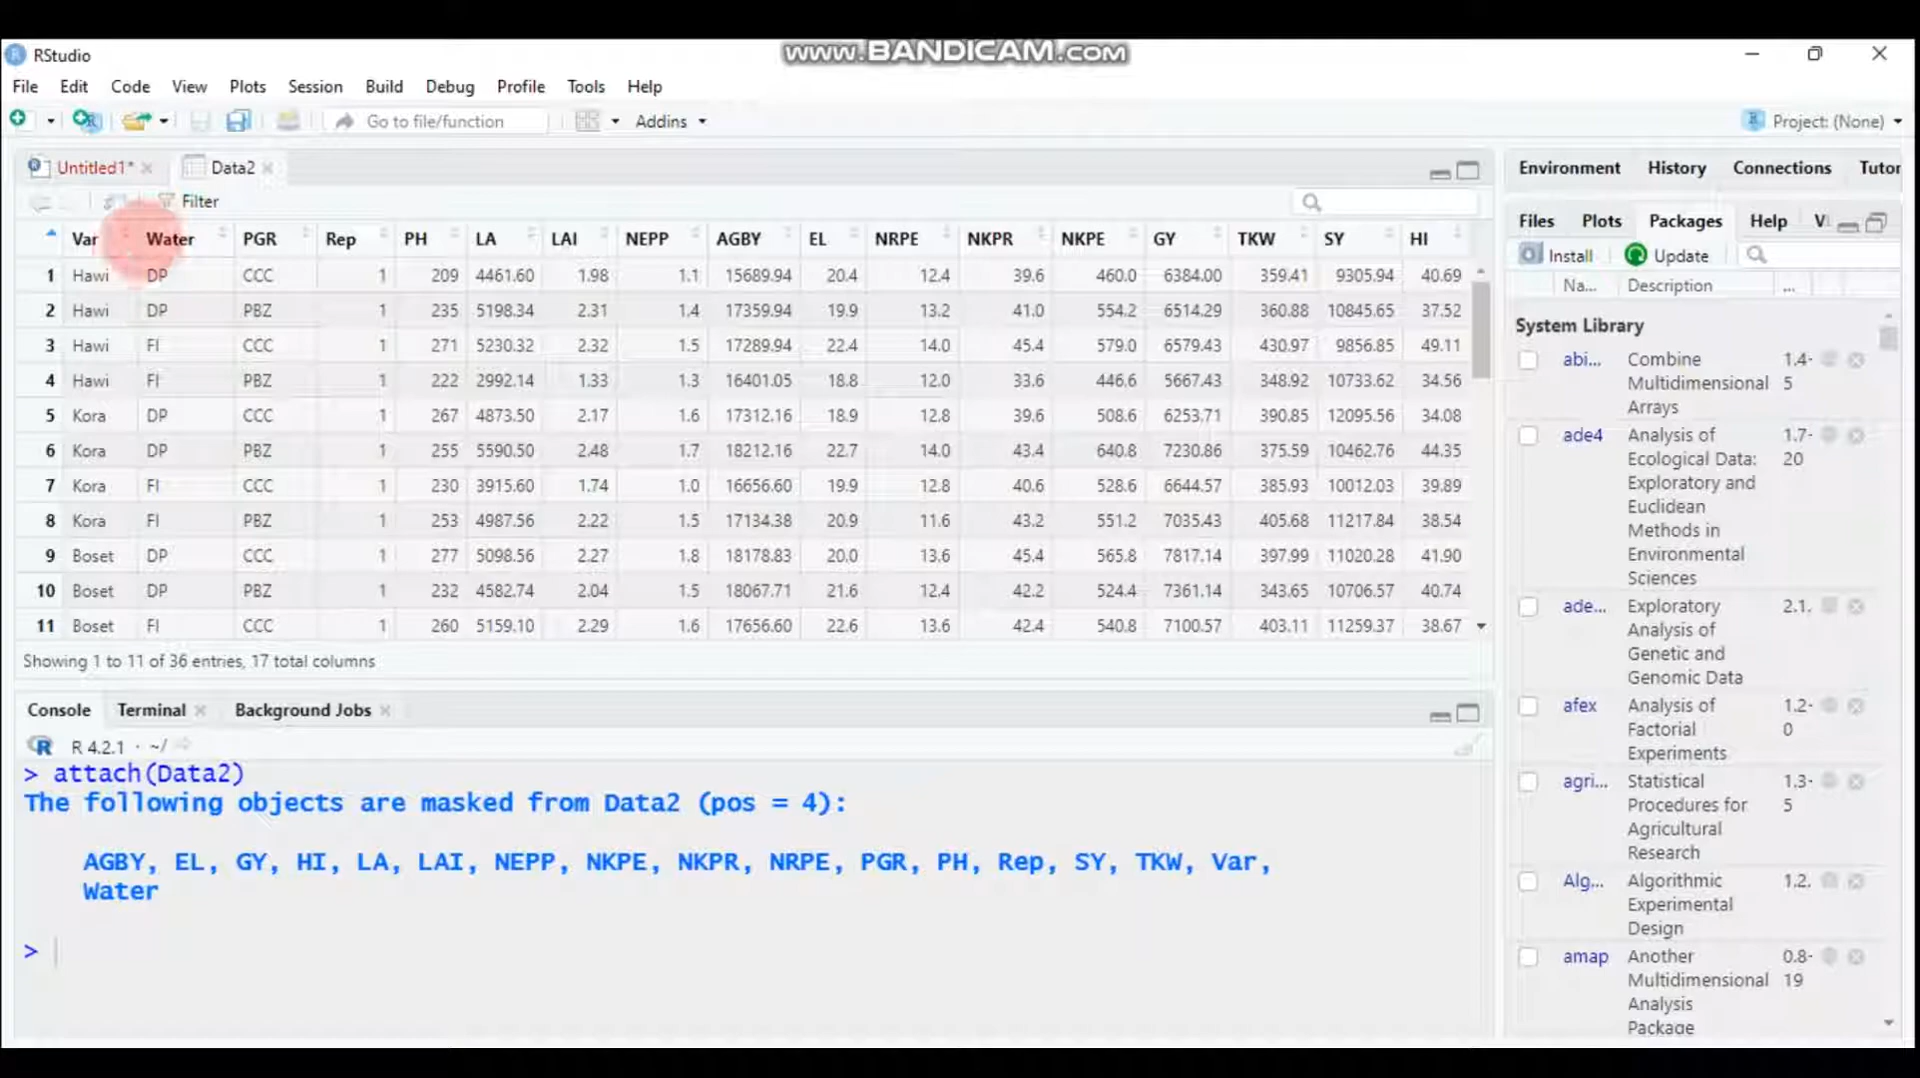 www.BANDICAM.com
RStudio
File Edit Code View Plots Session Build Debug Profile Tools Help
Go to file/function Addins Project: (None)
Untitled1* Data2
Filter
Var Water PGR Rep PH LA LAI NEPP AGBY EL NRPE NKPR NKPE GY TKW SY HI
1 Hawi DP CCC 1 209 4461.60 1.98 1.1 15689.94 20.4 12.4 39.6 460.0 6384.00 359.41 9305.94 40.69
2 Hawi DP PBZ 1 235 5198.34 2.31 1.4 17359.94 19.9 13.2 41.0 554.2 6514.29 360.88 10845.65 37.52
3 Hawi FI CCC 1 271 5230.32 2.32 1.5 17289.94 22.4 14.0 45.4 579.0 6579.43 430.97 9856.85 49.11
4 Hawi FI PBZ 1 222 2992.14 1.33 1.3 16401.05 18.8 12.0 33.6 446.6 5667.43 348.92 10733.62 34.56
5 Kora DP CCC 1 267 4873.50 2.17 1.6 17312.16 18.9 12.8 39.6 508.6 6253.71 390.85 12095.56 34.08
6 Kora DP PBZ 1 255 5590.50 2.48 1.7 18212.16 22.7 14.0 43.4 640.8 7230.86 375.59 10462.76 44.35
7 Kora FI CCC 1 230 3915.60 1.74 1.0 16656.60 19.9 12.8 40.6 528.6 6644.57 385.93 10012.03 39.89
8 Kora FI PBZ 1 253 4987.56 2.22 1.5 17134.38 20.9 11.6 43.2 551.2 7035.43 405.68 11217.84 38.54
9 Boset DP CCC 1 277 5098.56 2.27 1.8 18178.83 20.0 13.6 45.4 565.8 7817.14 397.99 11020.28 41.90
10 Boset DP PBZ 1 232 4582.74 2.04 1.5 18067.71 21.6 12.4 42.2 524.4 7361.14 343.65 10706.57 40.74
11 Boset FI CCC 1 260 5159.10 2.29 1.6 17656.60 22.6 13.6 42.4 540.8 7100.57 403.11 11259.37 38.67
Showing 1 to 11 of 36 entries, 17 total columns
Console Terminal Background Jobs
R 4.2.1 · ~/
> attach(Data2)
The following objects are masked from Data2 (pos = 4):
AGBY, EL, GY, HI, LA, LAI, NEPP, NKPE, NKPR, NRPE, PGR, PH, Rep, SY, TKW, Var,
Water
>
Environment History Connections Tutor
Files Plots Packages Help
Install Update
Na... Description ...
System Library
abi... Combine 1.4-
Multidimensional 5
Arrays
ade4 Analysis of 1.7-
Ecological Data: 20
Exploratory and
Euclidean
Methods in
Environmental
Sciences
ade... Exploratory 2.1.
Analysis of
Genetic and
Genomic Data
afex Analysis of 1.2-
Factorial 0
Experiments
agri... Statistical 1.3-
Procedures for 5
Agricultural
Research
Alg... Algorithmic 1.2.
Experimental
Design
amap Another 0.8-
Multidimensional 19
Analysis
Package